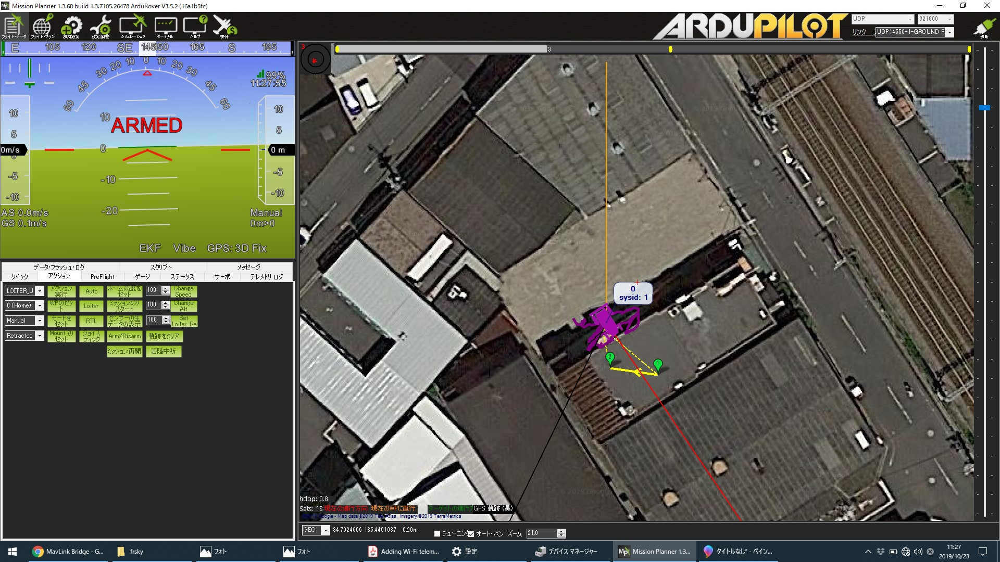 Mission Planner 1.3.68 build 1.3.7105.26478 ArduRover V3.5.2 (16a1b5fc)
フライト・データ
フライト・プラン
初期設定
設定/調整
シミュレーション
ターミナル
ヘルプ
寄付
ARDUPILOT
UDP
921600
リンク
UDP14550-1-GROUND F
切断
E
105
120
SE
145
150
165
S
195
60
45
30
20
10
0
10
20
30
45
60
99%
11:27:55
ARMED
10
5
0m/s
0
-5
-10
10
0
-10
-20
10
5
0 m
-5
-10
AS 0.0m/s
GS 0.1m/s
Manual
0m>0
EKF
Vibe
GPS: 3D Fix
データ・フラッシュ・ログ
スクリプト
メッセージ
クイック
アクション
PreFlight
ゲージ
ステータス
サーボ
テレメトリ ログ
LOITER_U
アクション実行
Auto
ホーム高度をセット
100
Change Speed
0 (Home)
WPのセット
Loiter
ミッションのリスタート
100
Change Alt
Manual
モードをセット
RTL
センサーの生データの表示
100
Set Loiter Ra
Retracted
Mount のセット
ジョイスティック
Arm/Disarm
軌跡をクリア
ミッション再開
着陸中断
3
3
0
sysid: 1
2
1
hdop: 0.8
Sats: 13
現在の進行方向
現在のWPに直行
ターゲットの進行
GPS 軌跡 (黒)
Google - Map data ©2019 Tele Atlas, Imagery ©2019 TerraMetrics
GEO
34.7024666 135.4401037
0.20m
チューニング
オート・パン
ズーム
21.0
MavLink Bridge - G...
frsky
フォト
フォト
Adding Wi-Fi telem...
設定
デバイス マネージャー
Mission Planner 1.3...
タイトルなし* - ペイン...
11:27
2019/10/23